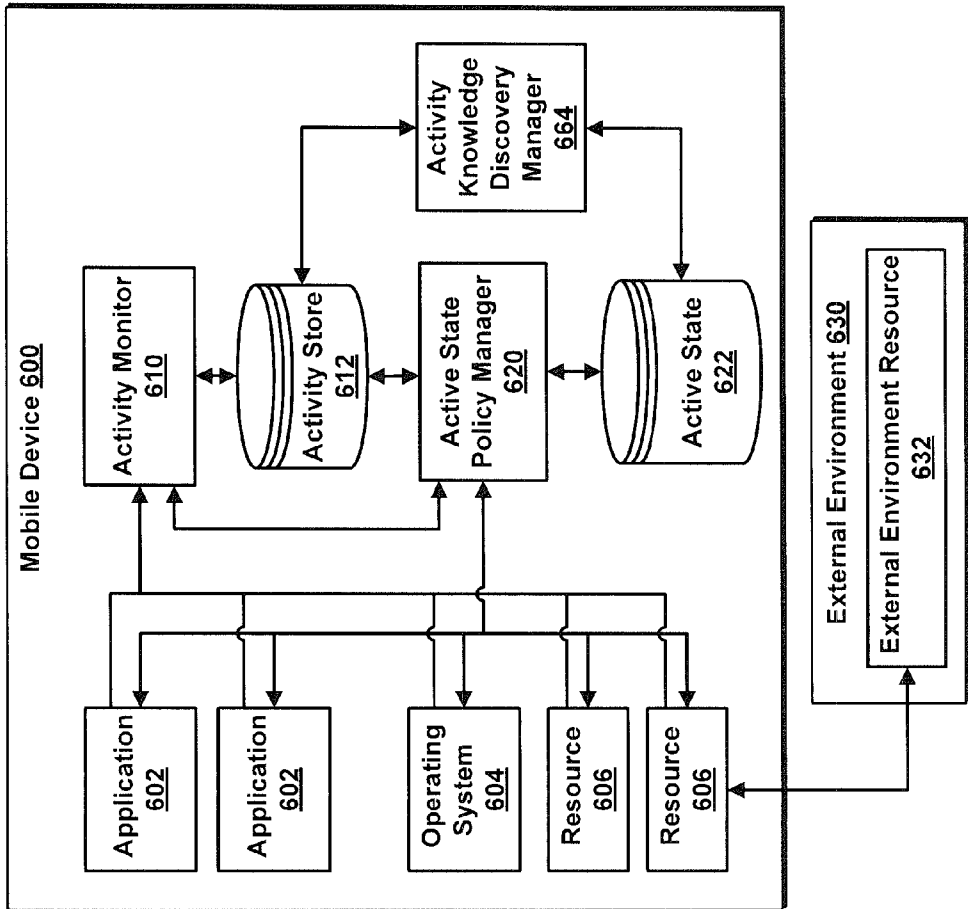 Mobile Device 600
Application
602
Application
602
Operating
System
604
Resource
606
Resource
606
Activity Monitor
610
Activity Store
612
Active State
Policy Manager
620
Active State
622
Activity
Knowledge
Discovery
Manager
664
External Environment 630
External Environment Resource
632